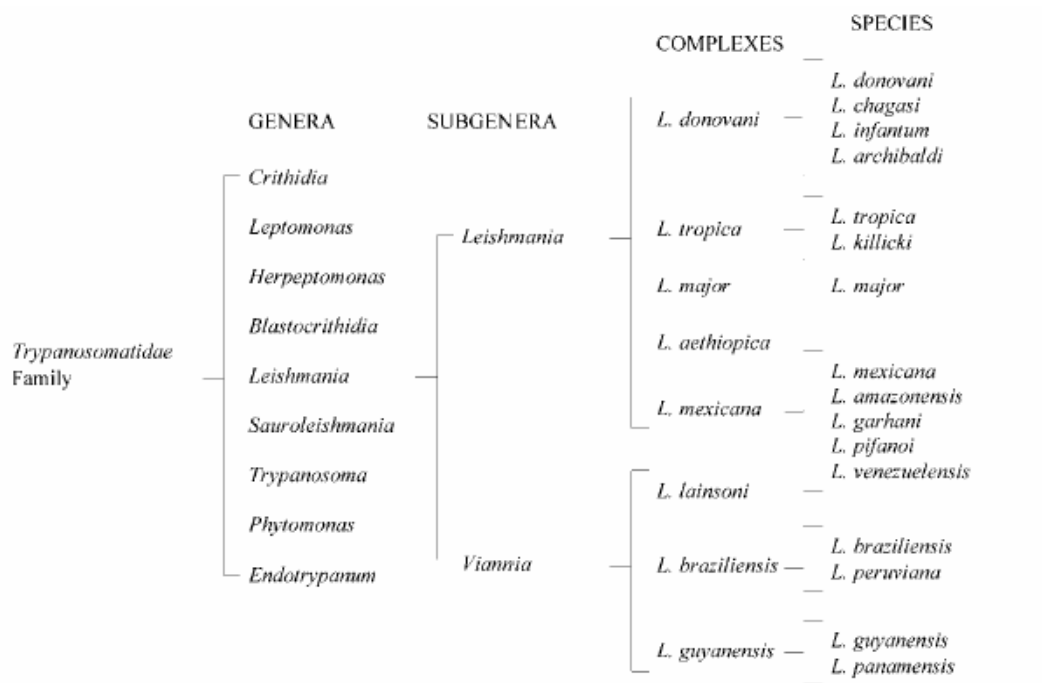 SPECIES
COMPLEXES
L. donovani
L. chagasi
L. infantum
L. archibaldi
L. donovani
GENERA
SUBGENERA
Crithidia
Leptomonas
Herpeptomonas
Blastocrithidia
Leishmania
Sauroleishmania
Trypanosoma
Phytomonas
Endotrypanum
Trypanosomatidae
Family
Leishmania
Viannia
L. tropica
L. major
L. aethiopica
L. mexicana
L. lainsoni
L. braziliensis
L. guyanensis
L. tropica
L. killicki
L. major
L. mexicana
L. amazonensis
L. garhani
L. pifanoi
L. venezuelensis
L. braziliensis
L. peruviana
L. guyanensis
L. panamensis